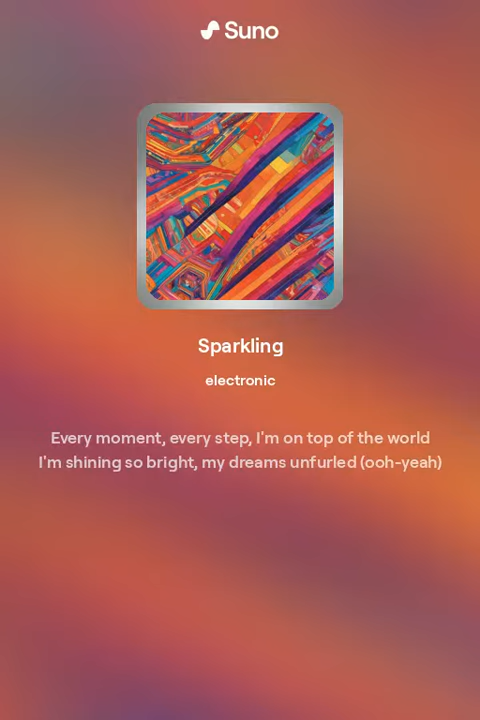 Suno
Sparkling
electronic
Every moment, every step, I'm on top of the world
I'm shining so bright, my dreams unfurled (ooh-yeah)